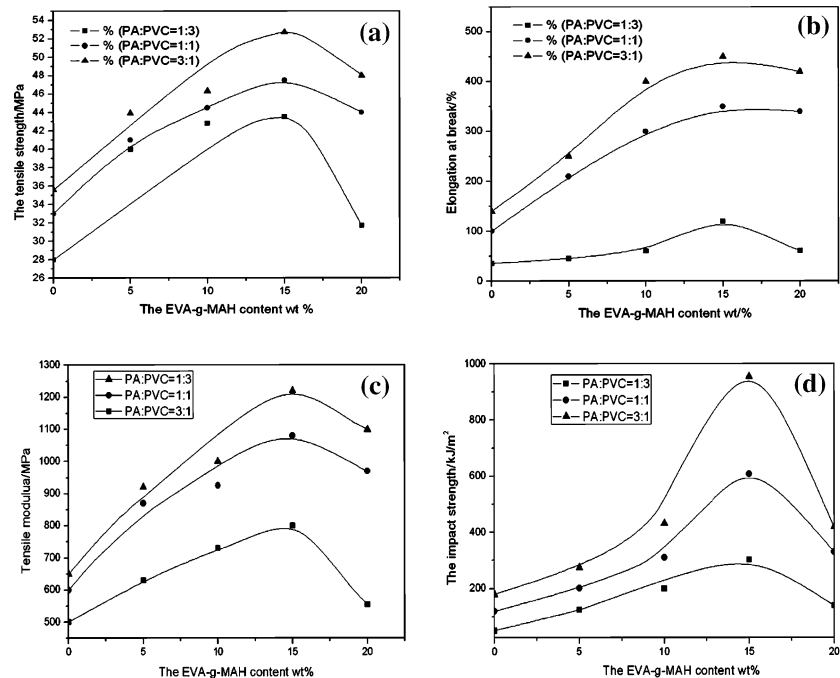 (a)
% (PA:PVC=1:3)
% (PA:PVC=1:1)
% (PA:PVC=3:1)
The tensile strength/MPa
52
50
48
46
44
42
40
38
36
34
32
30
28
26
0
5
10
15
20
The EVA-g-MAH content wt %
(b)
% (PA:PVC=1:3)
% (PA:PVC=1:1)
% (PA:PVC=3:1)
Elongation at break/%
500
400
300
200
100
0
0
5
10
15
20
The EVA-g-MAH content wt/%
(c)
PA:PVC=1:3
PA:PVC=1:1
PA:PVC=3:1
Tensile modulua/MPa
1300
1200
1100
1000
900
800
700
600
500
0
5
10
15
20
The EVA-g-MAH content wt%
(d)
PA:PVC=1:3
PA:PVC=1:1
PA:PVC=3:1
The impact strength/kJ/m²
1000
800
600
400
200
0
5
10
15
20
The EVA-g-MAH content wt%